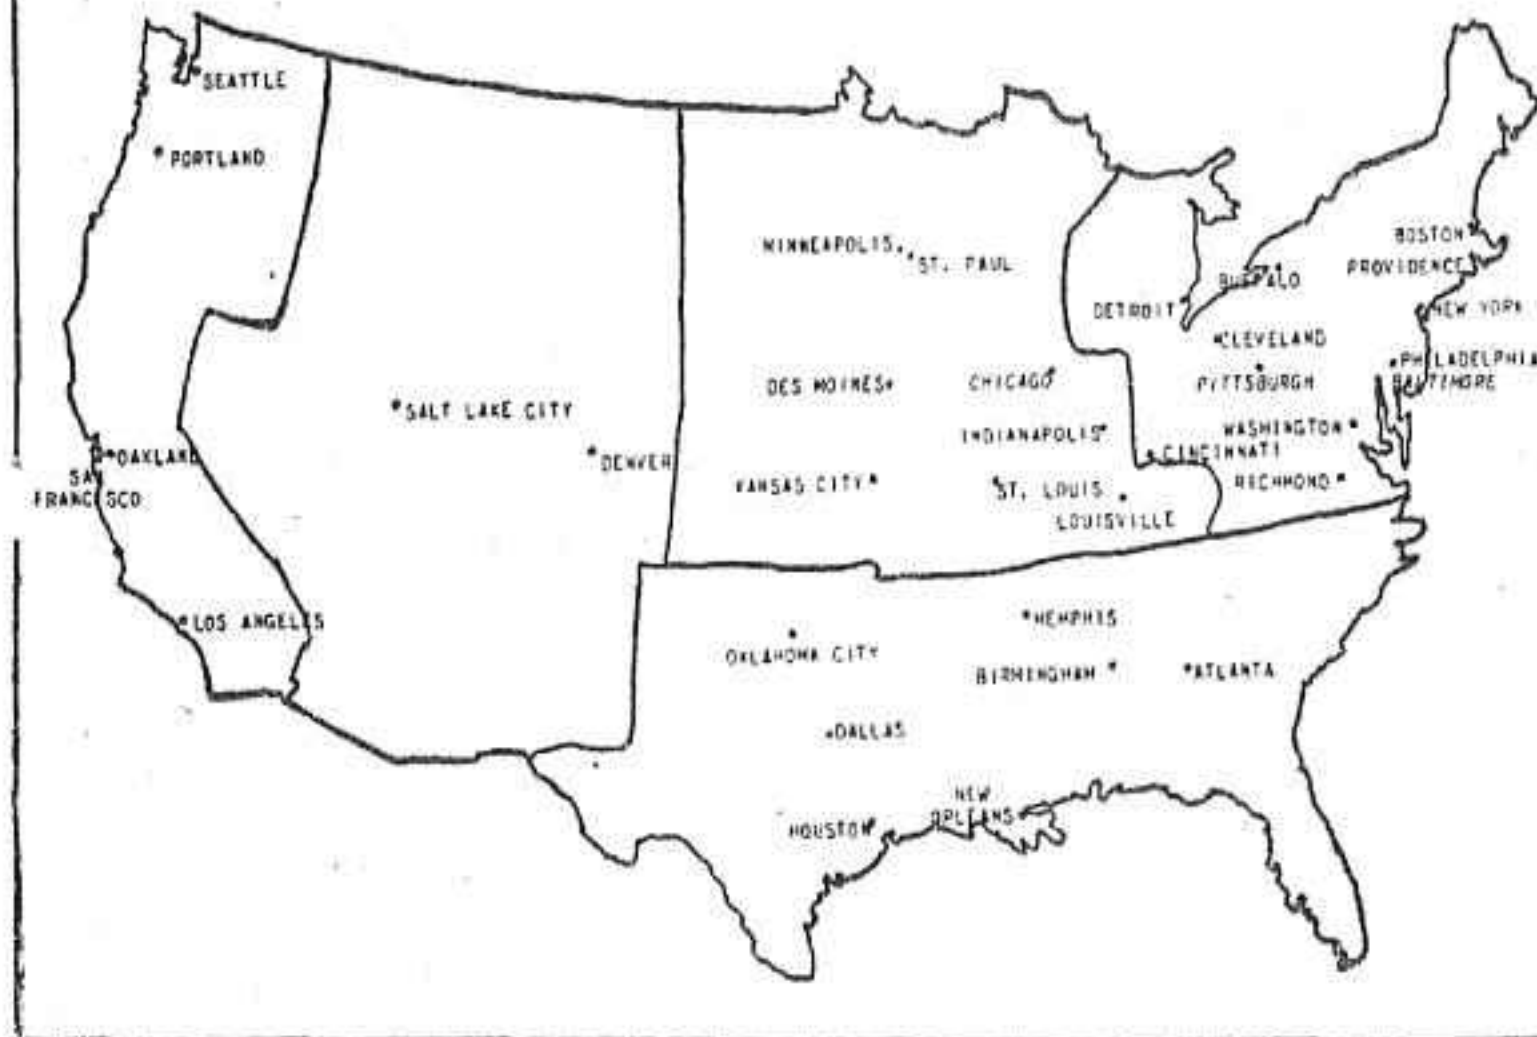 SEATTLE
PORTLAND
MINNEAPOLIS
ST. PAUL
BOSTON
PROVIDENCE
BUFFALO
DETROIT
NEW YORK
CLEVELAND
PHILADELPHIA
DES MOINES
CHICAGO
PITTSBURGH
BALTIMORE
SALT LAKE CITY
INDIANAPOLIS
WASHINGTON
OAKLAND
DENVER
CINCINNATI
SAN
FRANCISCO
KANSAS CITY
ST. LOUIS
RICHMOND
LOUISVILLE
LOS ANGELES
MEMPHIS
OKLAHOMA CITY
BIRMINGHAM
ATLANTA
DALLAS
NEW
ORLEANS
HOUSTON